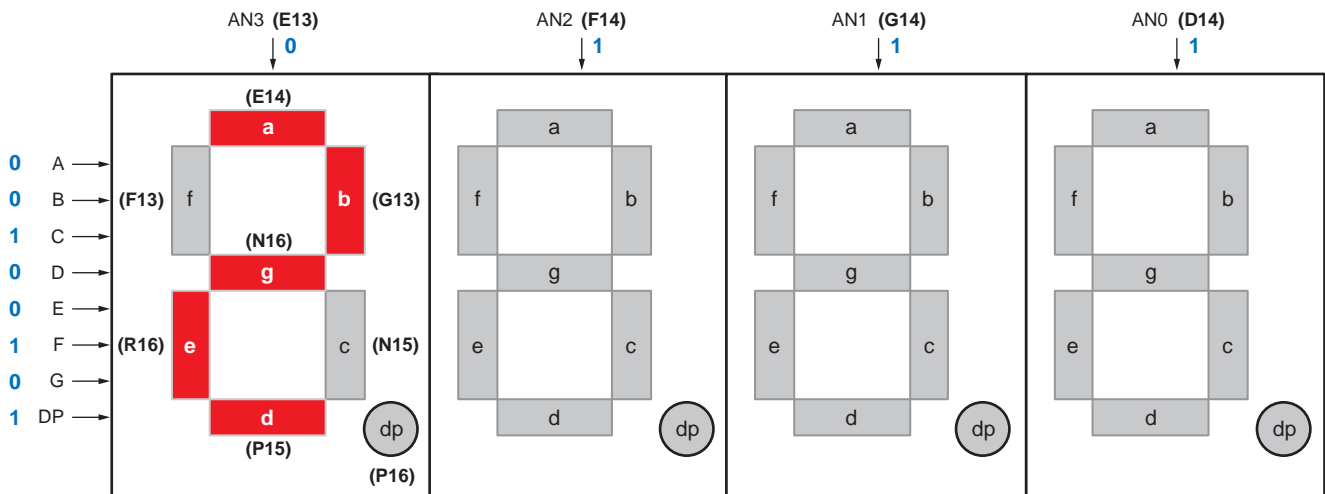 AN3 (E13) AN2 (F14) AN1 (G14) AN0 (D14)
0 1 1 1
(E14)
a a a a
0 A
0 B (F13) f b (G13) f b f b f b
1 C
(N16)
0 D g g g g
0 E
1 F (R16) e c (N15) e c e c e c
0 G
1 DP d dp d dp d dp d dp
(P15)
(P16)